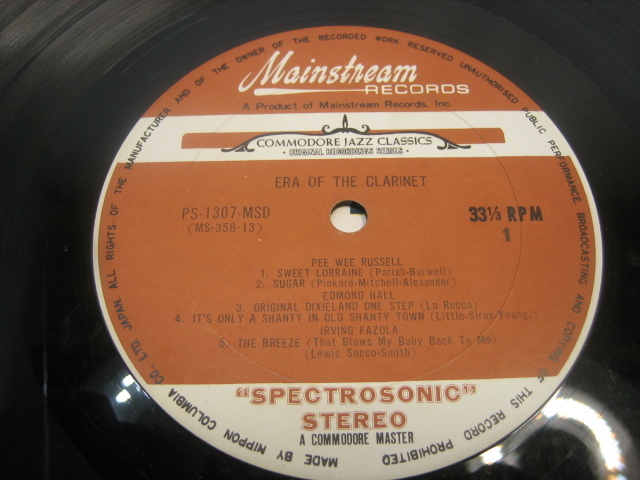 MANUFACTURER AND OF THE OWNER OF THE RECORDED WORK RESERVED UNAUTHORISED PUBLIC PERFORMANCE. BROADCASTING AND COPYING OF THIS RECORD PROHIBITED
Mainstream
RECORDS
A Product of Mainstream Records, Inc.
COMMODORE JAZZ CLASSICS
· ORIGINAL RECORDINGS SERIES ·
ERA OF THE CLARINET
PS-1307-MSD
(MS-358-13)
33⅓ RPM
1
PEE WEE RUSSELL
1. SWEET LORRAINE (Parish-Burwell)
2. SUGAR (Pinkard-Mitchell-Alexander)
EDMOND HALL
3. ORIGINAL DIXIELAND ONE STEP (La Rocca)
4. IT'S ONLY A SHANTY IN OLD SHANTY TOWN (Little-Siras-Young.)
IRVING FAZOLA
5. THE BREEZE (That Blows My Baby Back To Me)
(Lewis Sacco-Smith)
"SPECTROSONIC"
STEREO
A COMMODORE MASTER
MADE BY NIPPON COLUMBIA CO. LTD. JAPAN. ALL RIGHTS OF THE